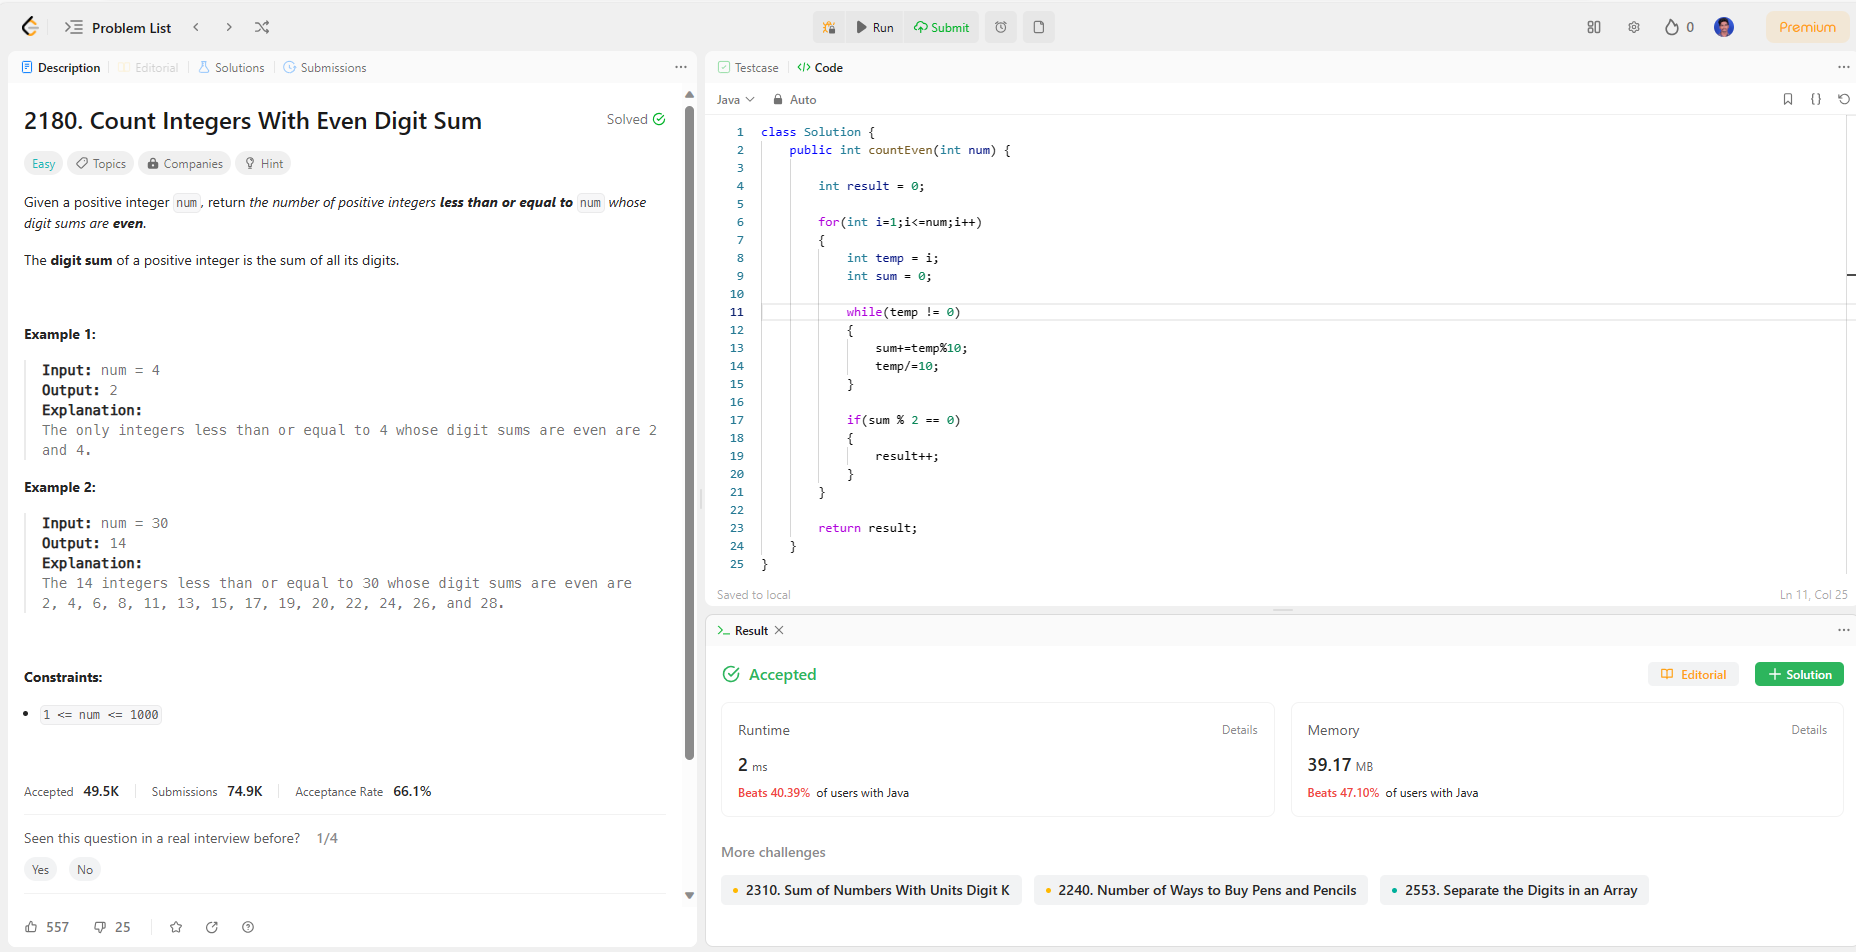 Problem List
Run
Submit
0
Premium
Description
Editorial
Solutions
Submissions
2180. Count Integers With Even Digit Sum
Solved
Easy
Topics
Companies
Hint
Given a positive integer num, return the number of positive integers less than or equal to num whose
digit sums are even.
The digit sum of a positive integer is the sum of all its digits.
Example 1:
Input: num = 4
Output: 2
Explanation:
The only integers less than or equal to 4 whose digit sums are even are 2
and 4.
Example 2:
Input: num = 30
Output: 14
Explanation:
The 14 integers less than or equal to 30 whose digit sums are even are
2, 4, 6, 8, 11, 13, 15, 17, 19, 20, 22, 24, 26, and 28.
Constraints:
• 1 <= num <= 1000
Accepted 49.5K
Submissions 74.9K
Acceptance Rate 66.1%
Seen this question in a real interview before? 1/4
Yes
No
557
25
Testcase
</> Code
Java
Auto
1 class Solution {
2     public int countEven(int num) {
3
4         int result = 0;
5
6         for(int i=1;i<=num;i++)
7         {
8             int temp = i;
9             int sum = 0;
10
11             while(temp != 0)
12             {
13                 sum+=temp%10;
14                 temp/=10;
15             }
16
17             if(sum % 2 == 0)
18             {
19                 result++;
20             }
21         }
22
23         return result;
24     }
25 }
Saved to local
Ln 11, Col 25
Result
Accepted
Editorial
Solution
Runtime
Details
2 ms
Beats 40.39% of users with Java
Memory
Details
39.17 MB
Beats 47.10% of users with Java
More challenges
2310. Sum of Numbers With Units Digit K
2240. Number of Ways to Buy Pens and Pencils
2553. Separate the Digits in an Array